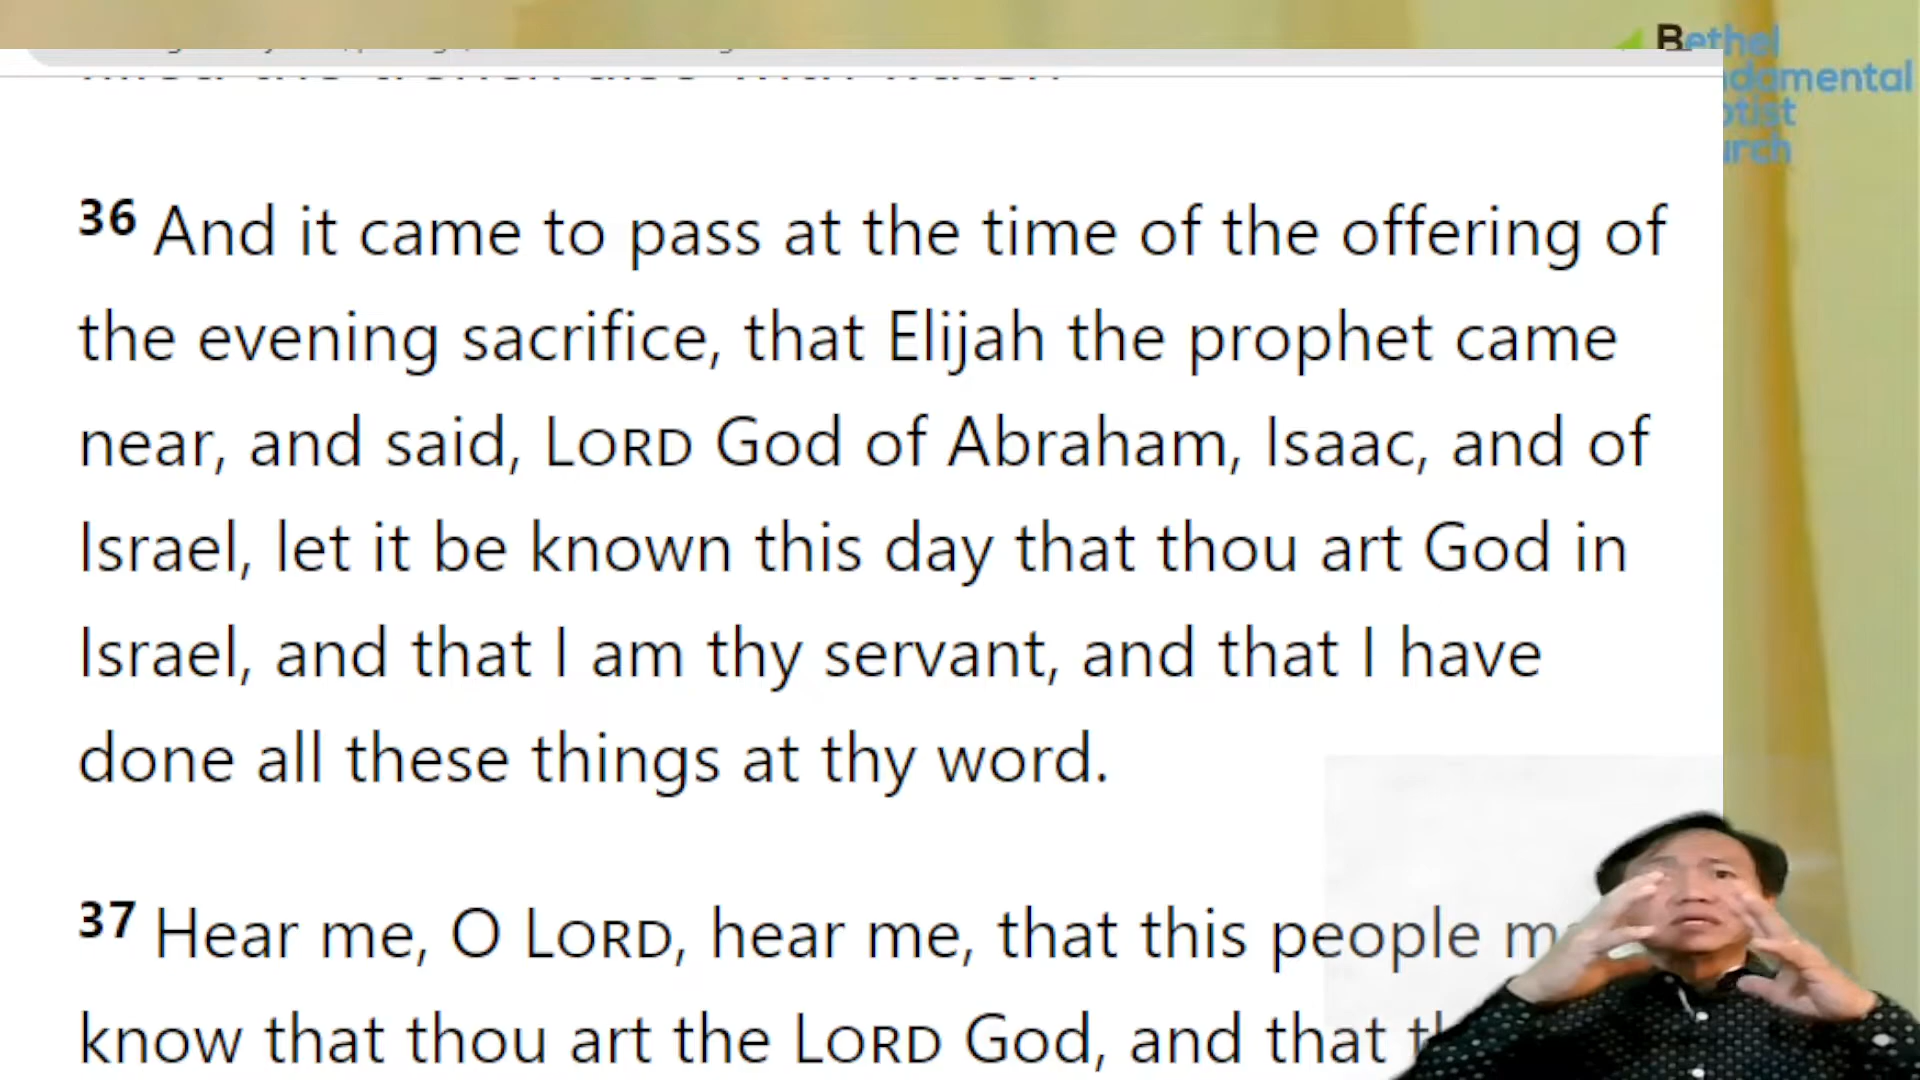 Bethel
damental
ptist
urch
36 And it came to pass at the time of the offering of
the evening sacrifice, that Elijah the prophet came
near, and said, LORD God of Abraham, Isaac, and of
Israel, let it be known this day that thou art God in
Israel, and that I am thy servant, and that I have
done all these things at thy word.
37 Hear me, O LORD, hear me, that this people
know that thou art the LORD God, and that